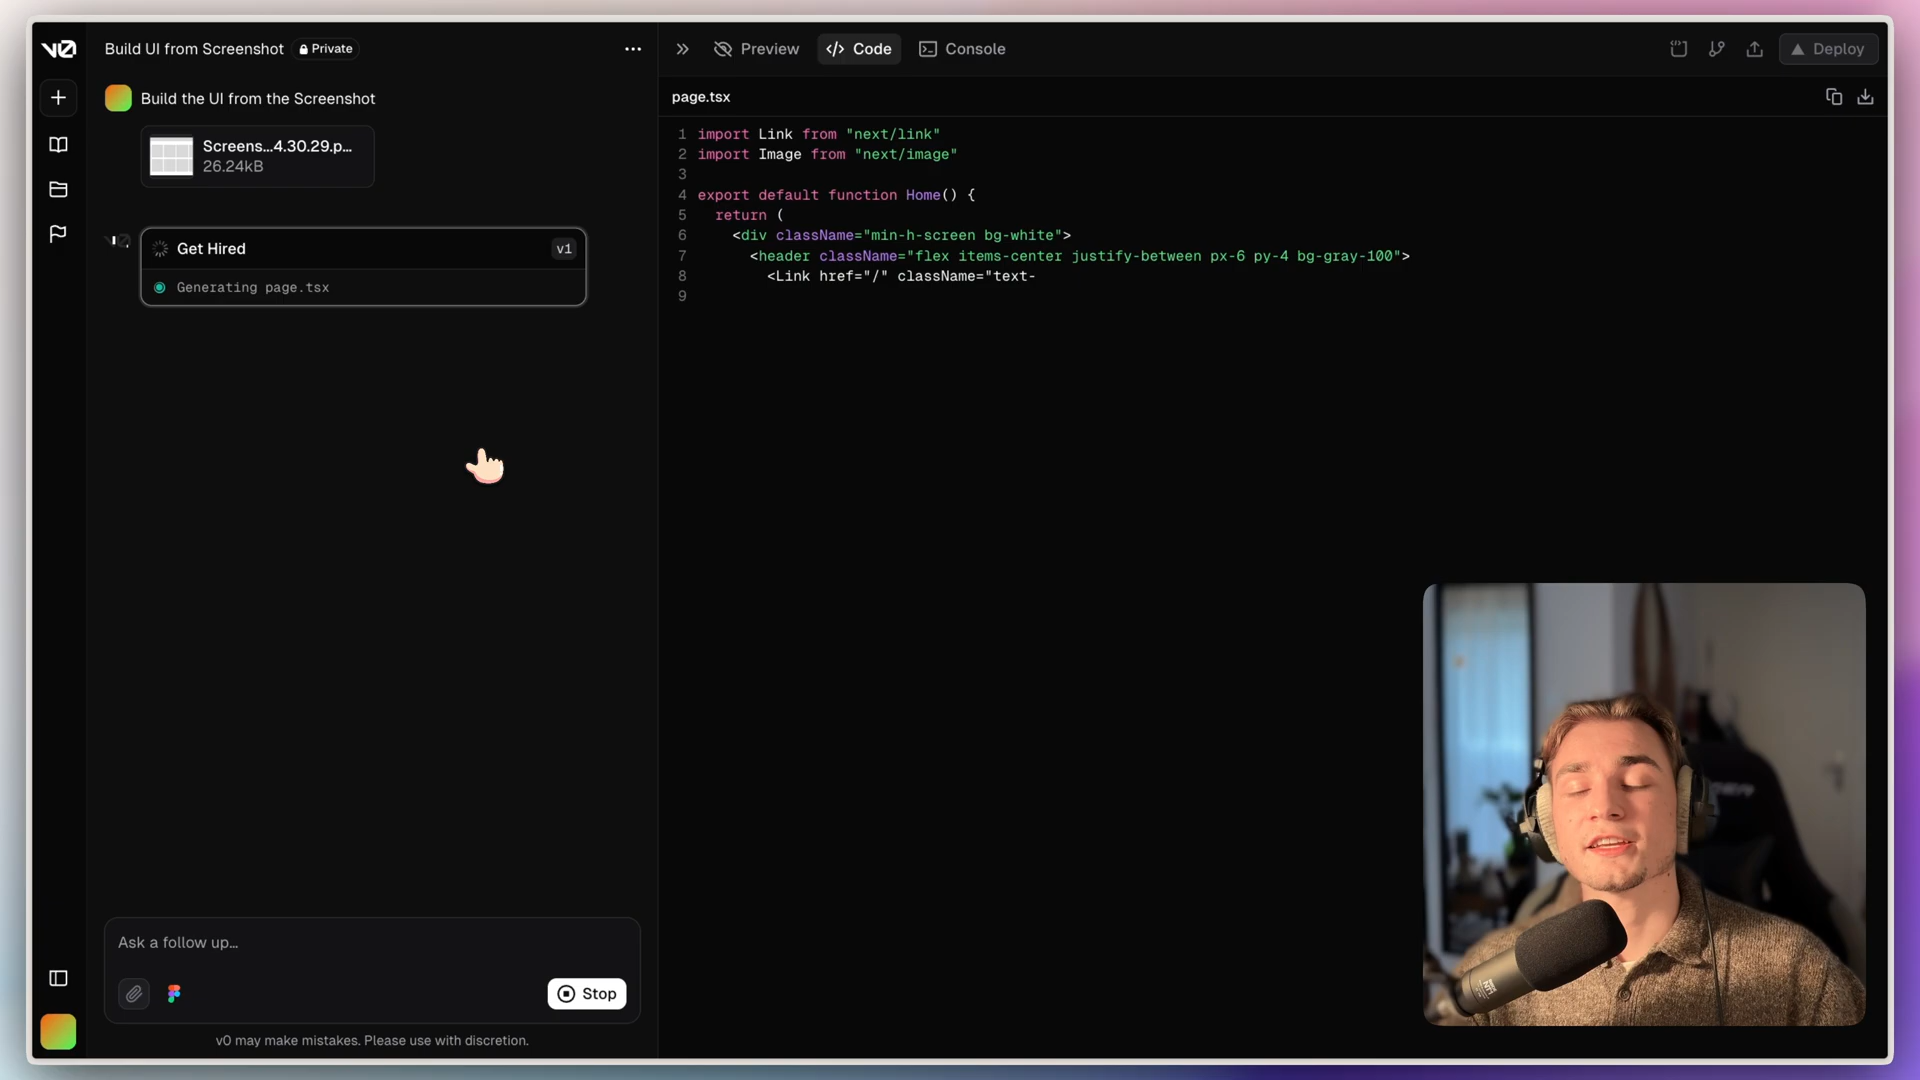 v0
Build UI from Screenshot
Private
Preview
Code
Console
Deploy
Build the UI from the Screenshot
Screens...4.30.29.p...
26.24kB
Get Hired
v1
Generating page.tsx
page.tsx
1 import Link from "next/link"
2 import Image from "next/image"
3
4 export default function Home() {
5 return (
6 <div className="min-h-screen bg-white">
7 <header className="flex items-center justify-between px-6 py-4 bg-gray-100">
8 <Link href="/" className="text-
9
Ask a follow up...
Stop
v0 may make mistakes. Please use with discretion.